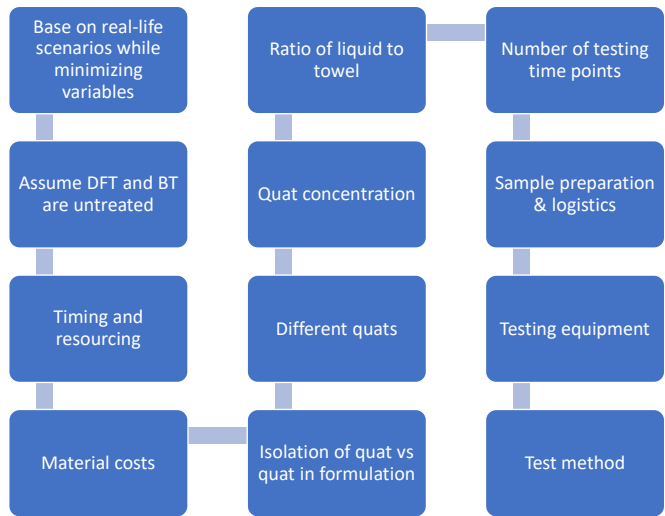 Base on real-life
scenarios while
minimizing
variables
Assume DFT and BT
are untreated
Timing and
resourcing
Material costs
Isolation of quat vs
quat in formulation
Different quats
Quat concentration
Ratio of liquid to
towel
Number of testing
time points
Sample preparation
& logistics
Testing equipment
Test method